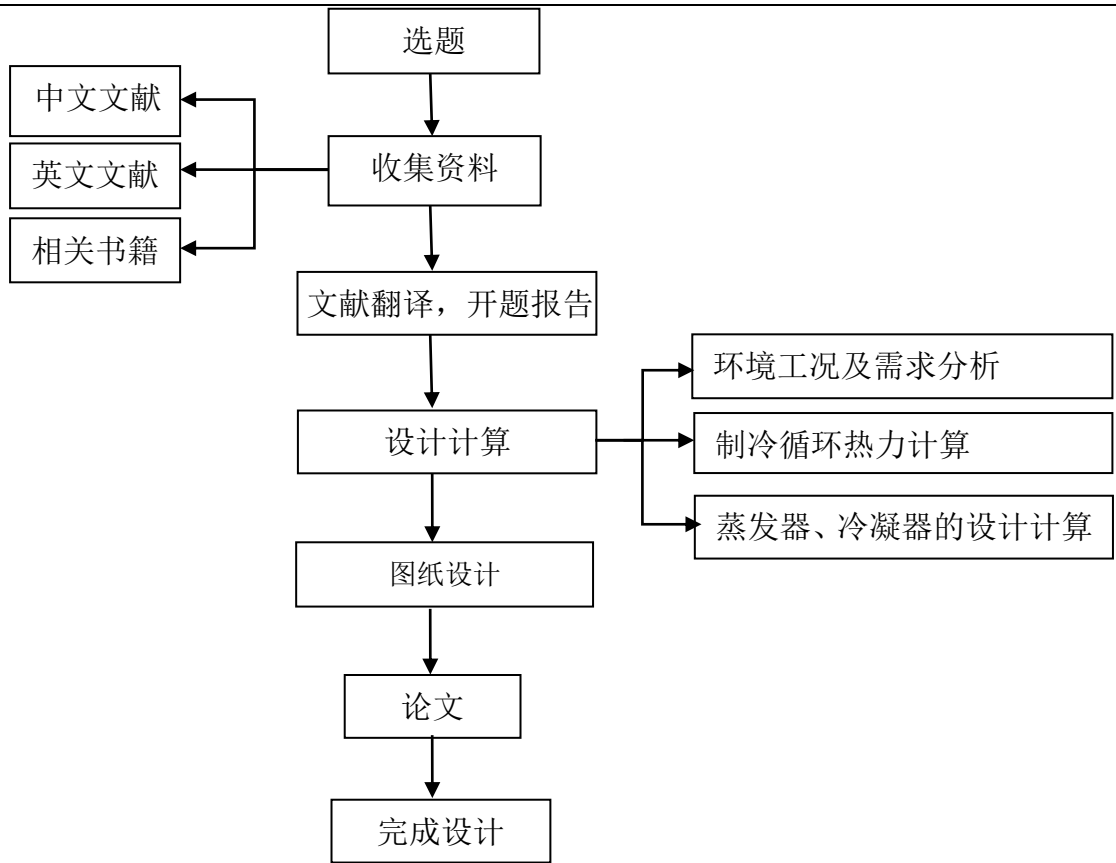 选题
中文文献
收集资料
英文文献
相关书籍
文献翻译，开题报告
环境工况及需求分析
设计计算
制冷循环热力计算
蒸发器、冷凝器的设计计算
图纸设计
论文
完成设计